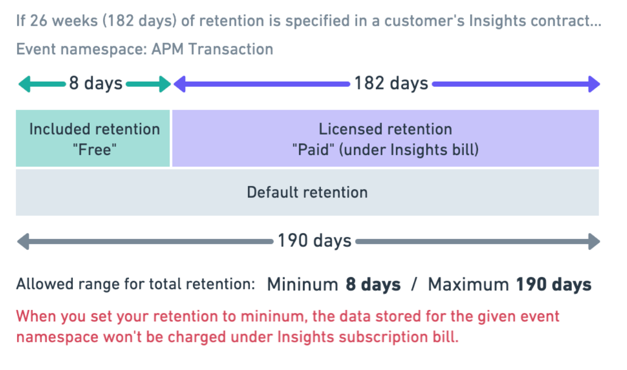 If 26 weeks (182 days) of retention is specified in a customer's Insights contract...
Event namespace: APM Transaction
8 days
182 days
Included retention
"Free"
Licensed retention
"Paid" (under Insights bill)
Default retention
190 days
Allowed range for total retention: Mininum 8 days / Maximum 190 days
When you set your retention to mininum, the data stored for the given event
namespace won't be charged under Insights subscription bill.